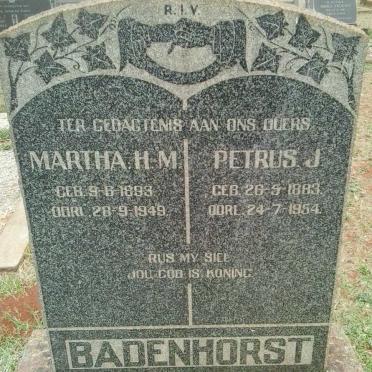 R.I.V.
TER GEDAGTENIS AAN ONS OUERS
MARTHA. H. M. PETRUS. J.
GEB. 9-6-1893 GEB. 26-9-1883.
OORL. 28-9-1949. OORL. 24-7-1954.
RUS MY SIEL
JOU GOD IS KONING
BADENHORST